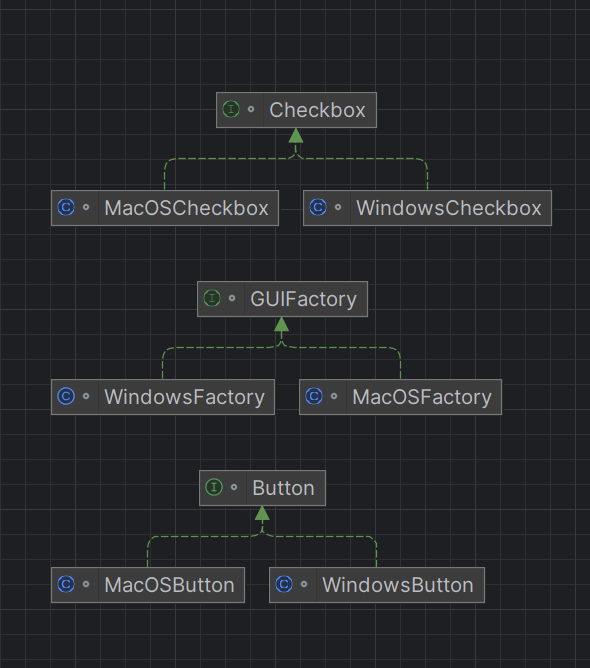 I Checkbox
C MacOSCheckbox
C WindowsCheckbox
I GUIFactory
C WindowsFactory
C MacOSFactory
I Button
C MacOSButton
C WindowsButton